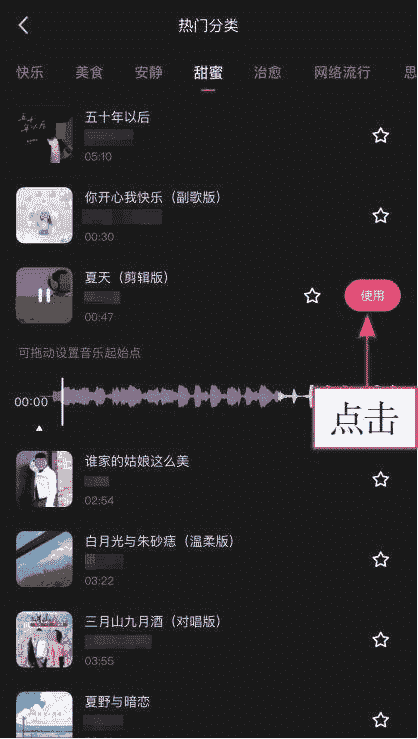 热门分类
快乐 美食 安静 甜蜜 治愈 网络流行 思
五十年以后
05:10
你开心我快乐（副歌版）
00:30
夏天（剪辑版）
使用
00:47
可拖动设置音乐起始点
00:00
点击
谁家的姑娘这么美
02:54
白月光与朱砂痣（温柔版）
03:22
三月山九月酒（对唱版）
03:55
夏野与暗恋